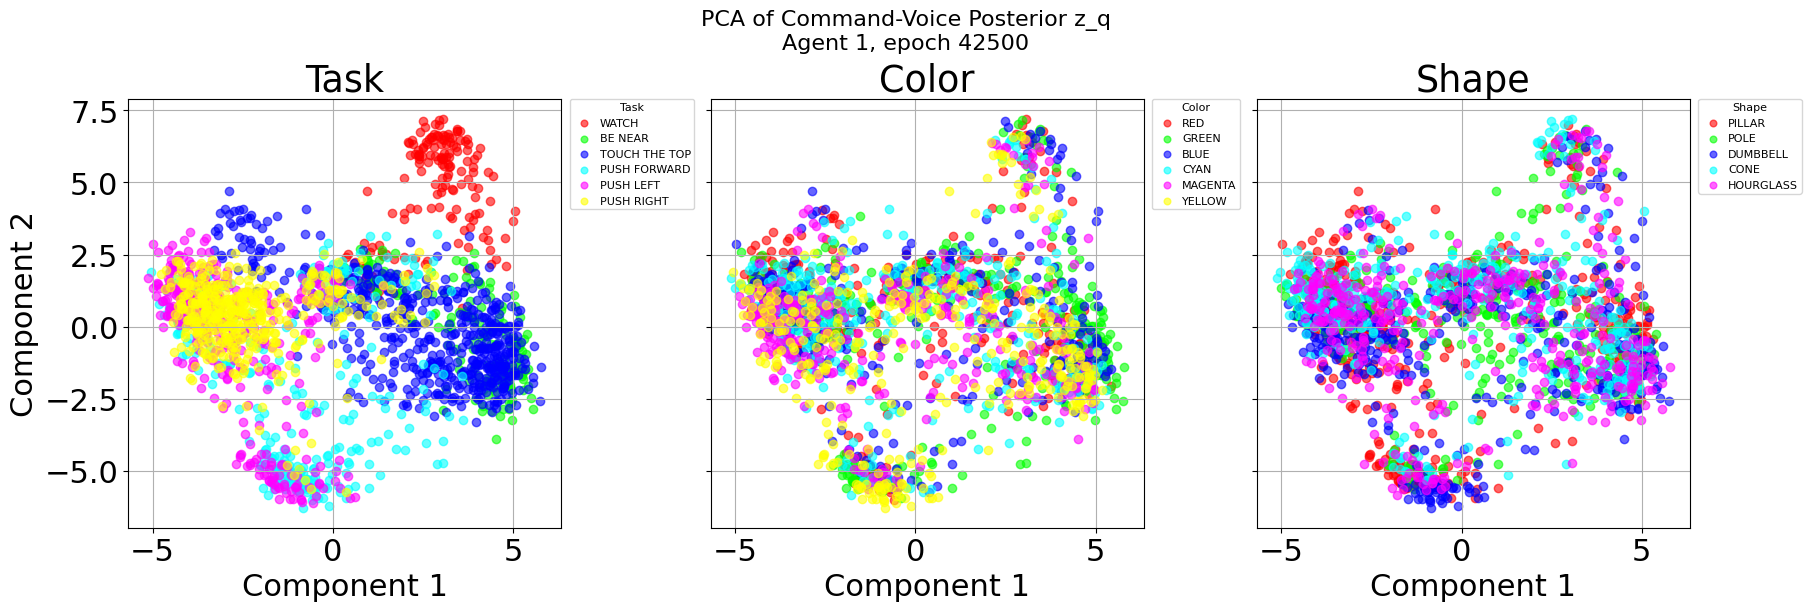 PCA of Command-Voice Posterior z_q
Agent 1, epoch 42500
Task
Color
Shape
Component 2
7.5
5.0
2.5
0.0
−2.5
−5.0
−5
0
5
Component 1
Task
WATCH
BE NEAR
TOUCH THE TOP
PUSH FORWARD
PUSH LEFT
PUSH RIGHT
−5
0
5
Component 1
Color
RED
GREEN
BLUE
CYAN
MAGENTA
YELLOW
−5
0
5
Component 1
Shape
PILLAR
POLE
DUMBBELL
CONE
HOURGLASS